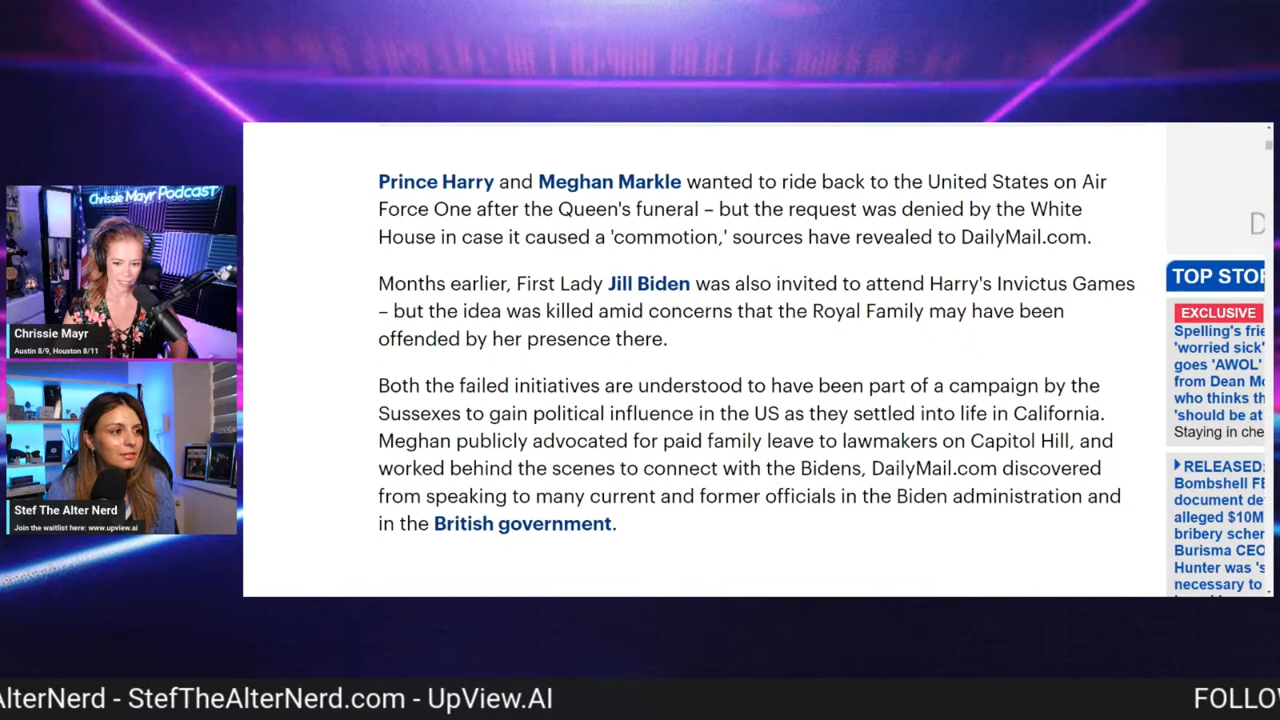 Chrissie Mayr Podcast
Chrissie Mayr
Austin 8/9, Houston 8/11
Stef The Alter Nerd
Join the waitlist here: www.upview.ai
Prince Harry and Meghan Markle wanted to ride back to the United States on Air
Force One after the Queen's funeral – but the request was denied by the White
House in case it caused a 'commotion,' sources have revealed to DailyMail.com.
Months earlier, First Lady Jill Biden was also invited to attend Harry's Invictus Games
– but the idea was killed amid concerns that the Royal Family may have been
offended by her presence there.
Both the failed initiatives are understood to have been part of a campaign by the
Sussexes to gain political influence in the US as they settled into life in California.
Meghan publicly advocated for paid family leave to lawmakers on Capitol Hill, and
worked behind the scenes to connect with the Bidens, DailyMail.com discovered
from speaking to many current and former officials in the Biden administration and
in the British government.
D
TOP STO
EXCLUSIVE
Spelling's frie
'worried sick'
goes 'AWOL'
from Dean Mc
who thinks th
'should be at
Staying in che
RELEASED:
Bombshell FB
document de
alleged $10M
bribery scher
Burisma CEO
Hunter was 's
necessary to
AlterNerd - StefTheAlterNerd.com - UpView.AI
FOLLO